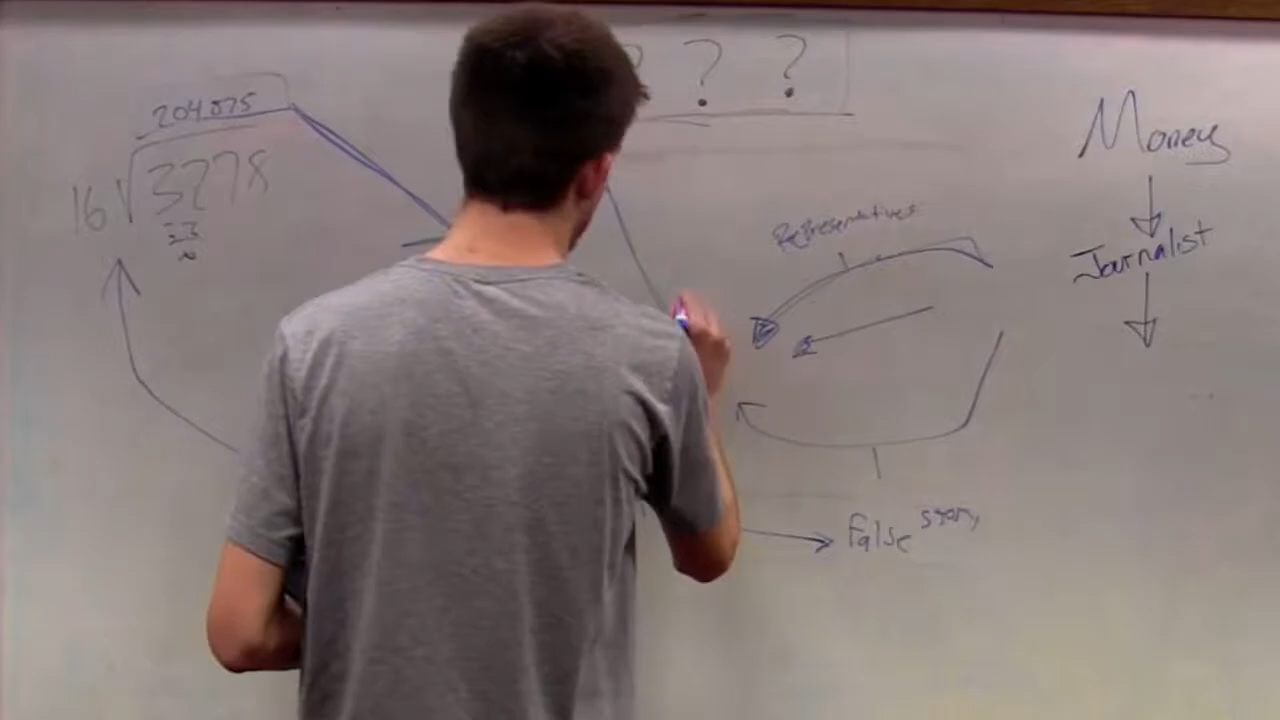 ? ? ?
204.875
16 3278
Money
Representatives
Journalist
False story